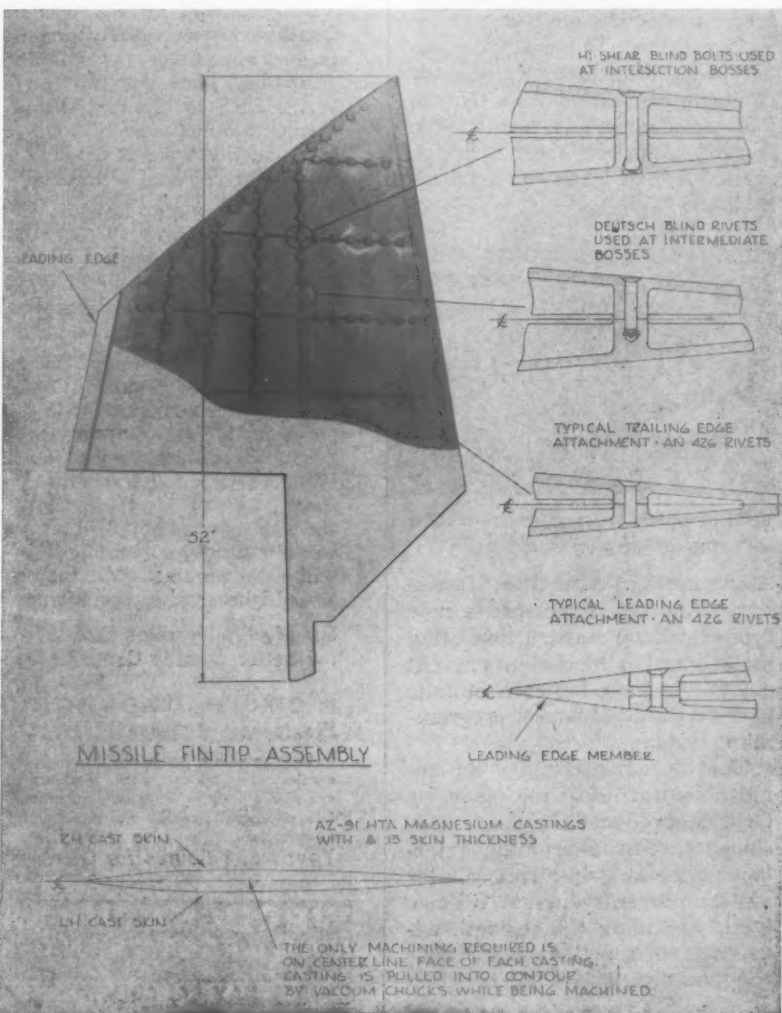 HI SHEAR BLIND BOLTS USED
AT INTERSECTION BOSSES
DEUTSCH BLIND RIVETS
USED AT INTERMEDIATE
BOSSES
LEADING EDGE
TYPICAL TRAILING EDGE
ATTACHMENT - AN 426 RIVETS
52"
TYPICAL LEADING EDGE
ATTACHMENT - AN 426 RIVETS
MISSILE FIN TIP ASSEMBLY
LEADING EDGE MEMBER
AZ-91 HTA MAGNESIUM CASTINGS
WITH A .15 SKIN THICKNESS
RH CAST SKIN
LH CAST SKIN
THE ONLY MACHINING REQUIRED IS
ON CENTER LINE FACE OF EACH CASTING.
CASTING IS PULLED INTO CONTOUR
BY VACUUM CHUCKS WHILE BEING MACHINED.